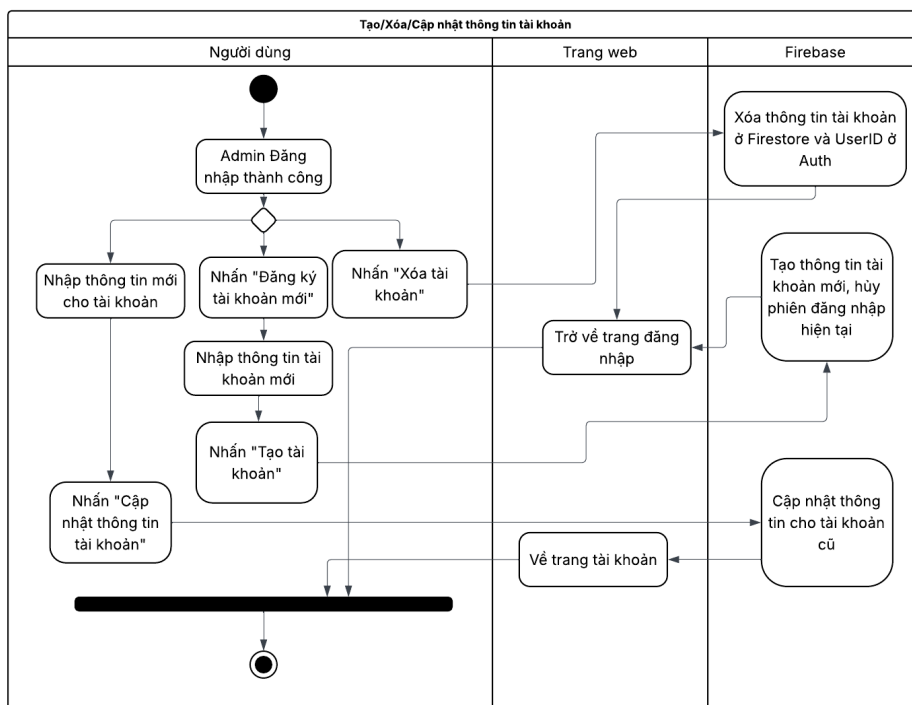 Tạo/Xóa/Cập nhật thông tin tài khoản
Người dùng
Trang web
Firebase
Admin Đăng
nhập thành công
Xóa thông tin tài khoản
ở Firestore và UserID ở
Auth
Nhập thông tin mới
cho tài khoản
Nhấn "Đăng ký
tài khoản mới"
Nhấn "Xóa tài
khoản"
Tạo thông tin tài
khoản mới, hủy
phiên đăng nhập
hiện tại
Trở về trang đăng
nhập
Nhập thông tin tài
khoản mới
Nhấn "Tạo tài
khoản"
Nhấn "Cập
nhật thông tin
tài khoản"
Cập nhật thông
tin cho tài khoản
cũ
Về trang tài khoản